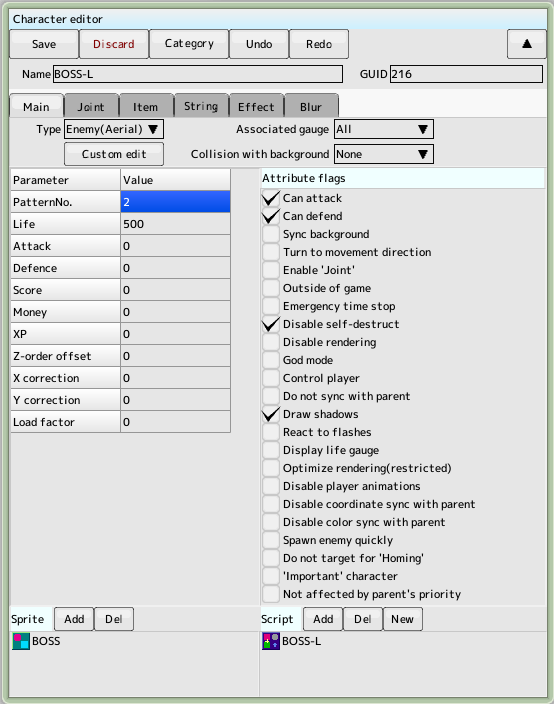 Character editor
Save Discard Category Undo Redo ▲
Name BOSS-L GUID 216
Main Joint Item String Effect Blur
Type Enemy(Aerial) ▼ Associated gauge All ▼
Custom edit Collision with background None ▼
Parameter Value
PatternNo. 2
Life 500
Attack 0
Defence 0
Score 0
Money 0
XP 0
Z-order offset 0
X correction 0
Y correction 0
Load factor 0
Attribute flags
Can attack
Can defend
Sync background
Turn to movement direction
Enable 'Joint'
Outside of game
Emergency time stop
Disable self-destruct
Disable rendering
God mode
Control player
Do not sync with parent
Draw shadows
React to flashes
Display life gauge
Optimize rendering(restricted)
Disable player animations
Disable coordinate sync with parent
Disable color sync with parent
Spawn enemy quickly
Do not target for 'Homing'
'Important' character
Not affected by parent's priority
Sprite Add Del
BOSS
Script Add Del New
BOSS-L